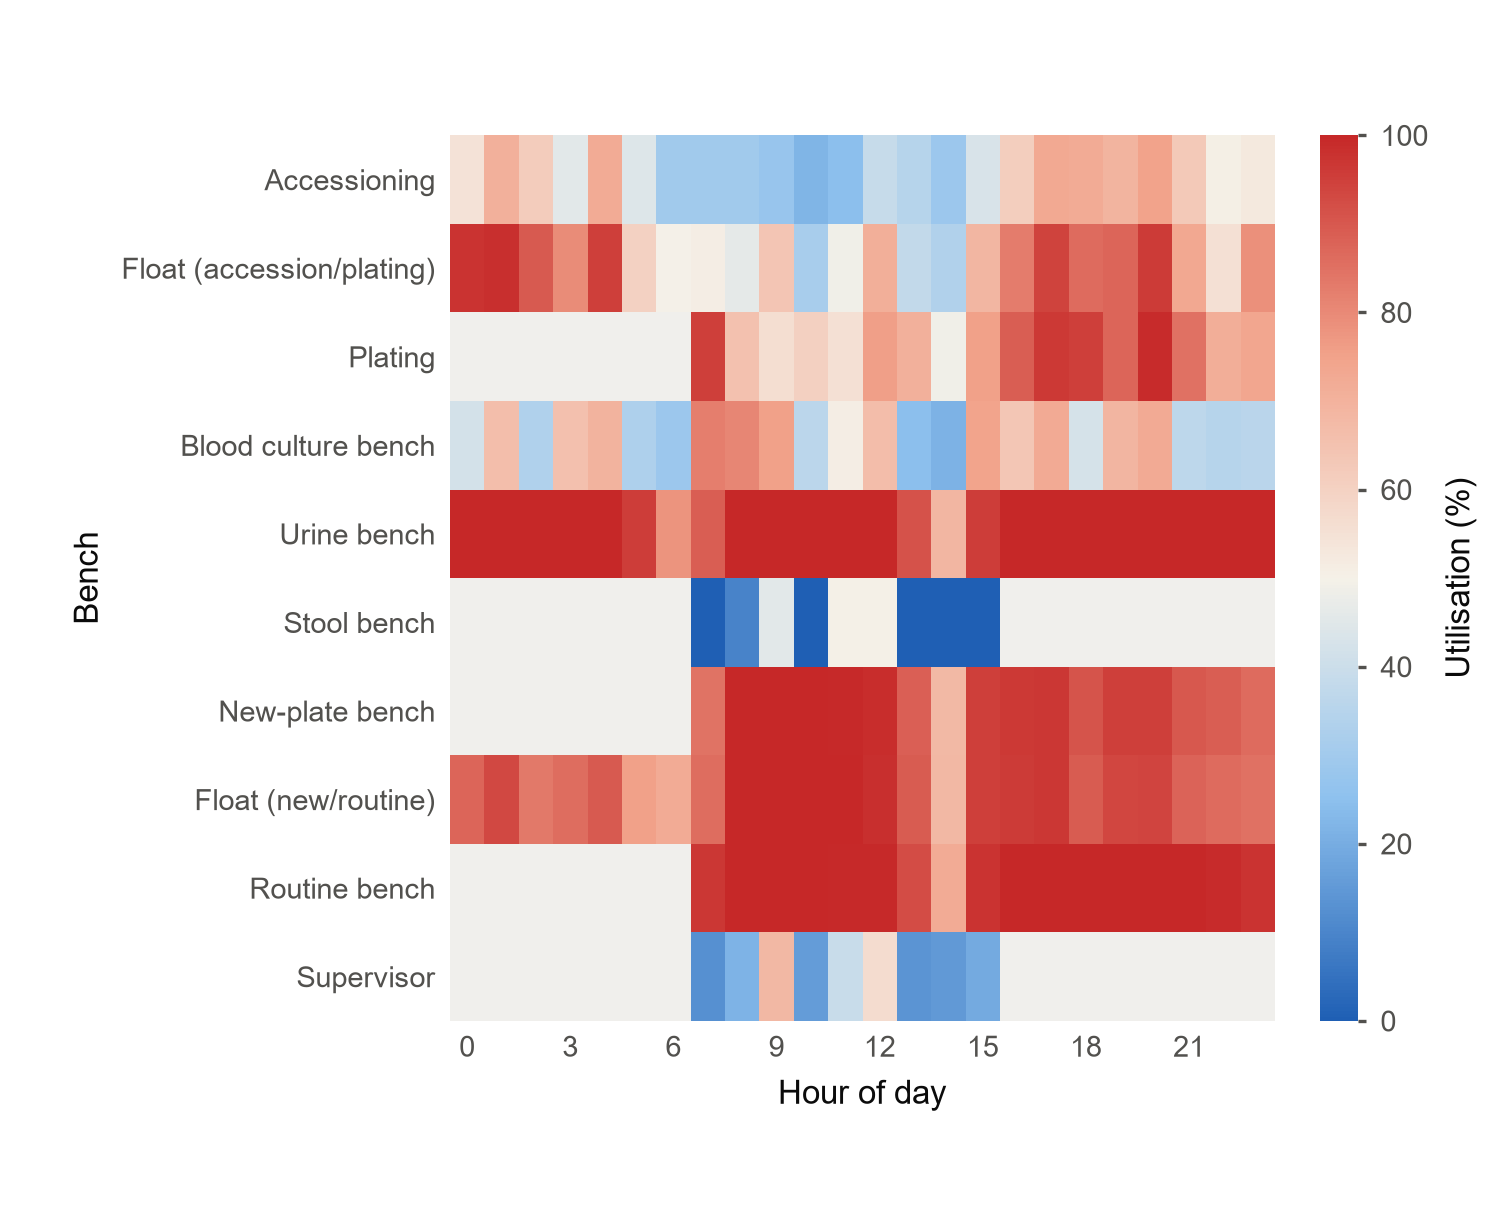 Accessioning
Float (accession/plating)
Plating
Blood culture bench
Urine bench
Stool bench
New-plate bench
Float (new/routine)
Routine bench
Supervisor
Bench
0 3 6 9 12 15 18 21
Hour of day
100
80
60
40
20
0
Utilisation (%)